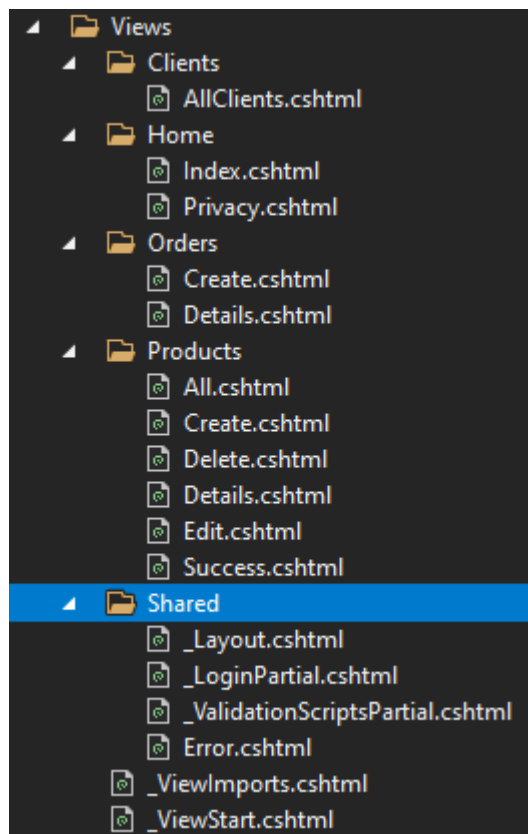 Views
Clients
AllClients.cshtml
Home
Index.cshtml
Privacy.cshtml
Orders
Create.cshtml
Details.cshtml
Products
All.cshtml
Create.cshtml
Delete.cshtml
Details.cshtml
Edit.cshtml
Success.cshtml
Shared
_Layout.cshtml
_LoginPartial.cshtml
_ValidationScriptsPartial.cshtml
Error.cshtml
_ViewImports.cshtml
_ViewStart.cshtml